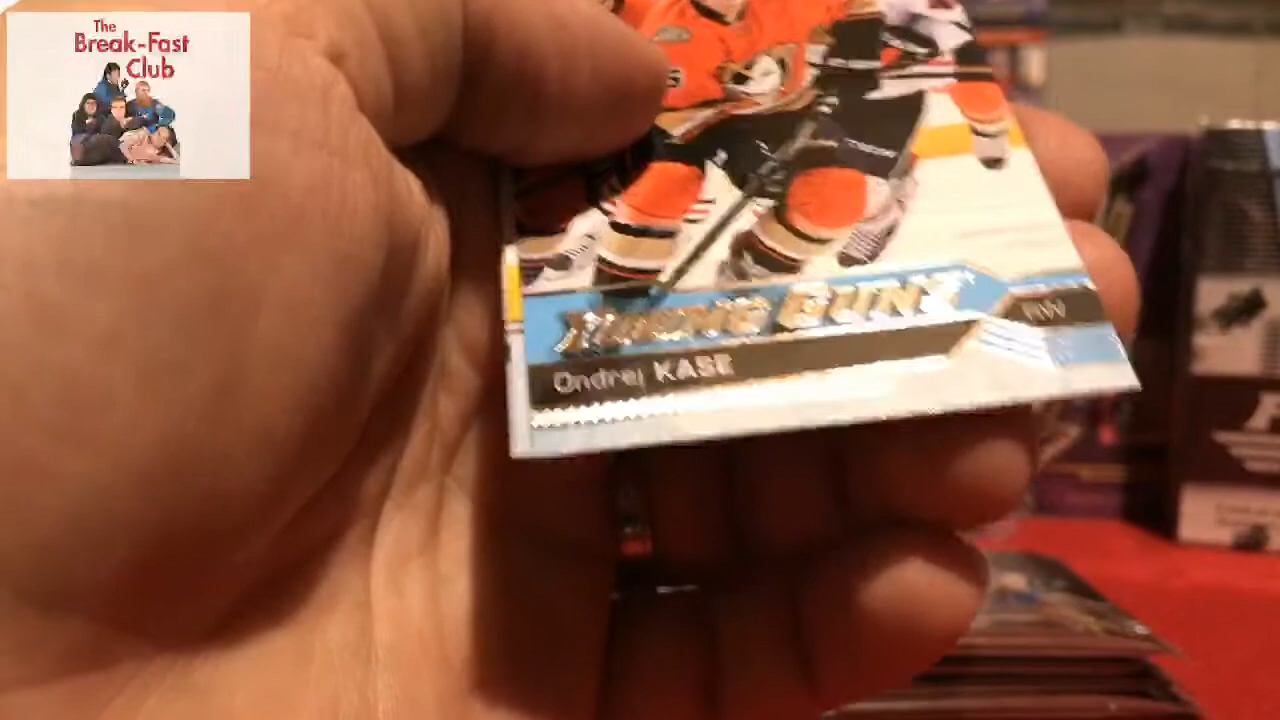 The
Break-Fast
Club
YOUNG GUNS
RW
Ondrej KASE